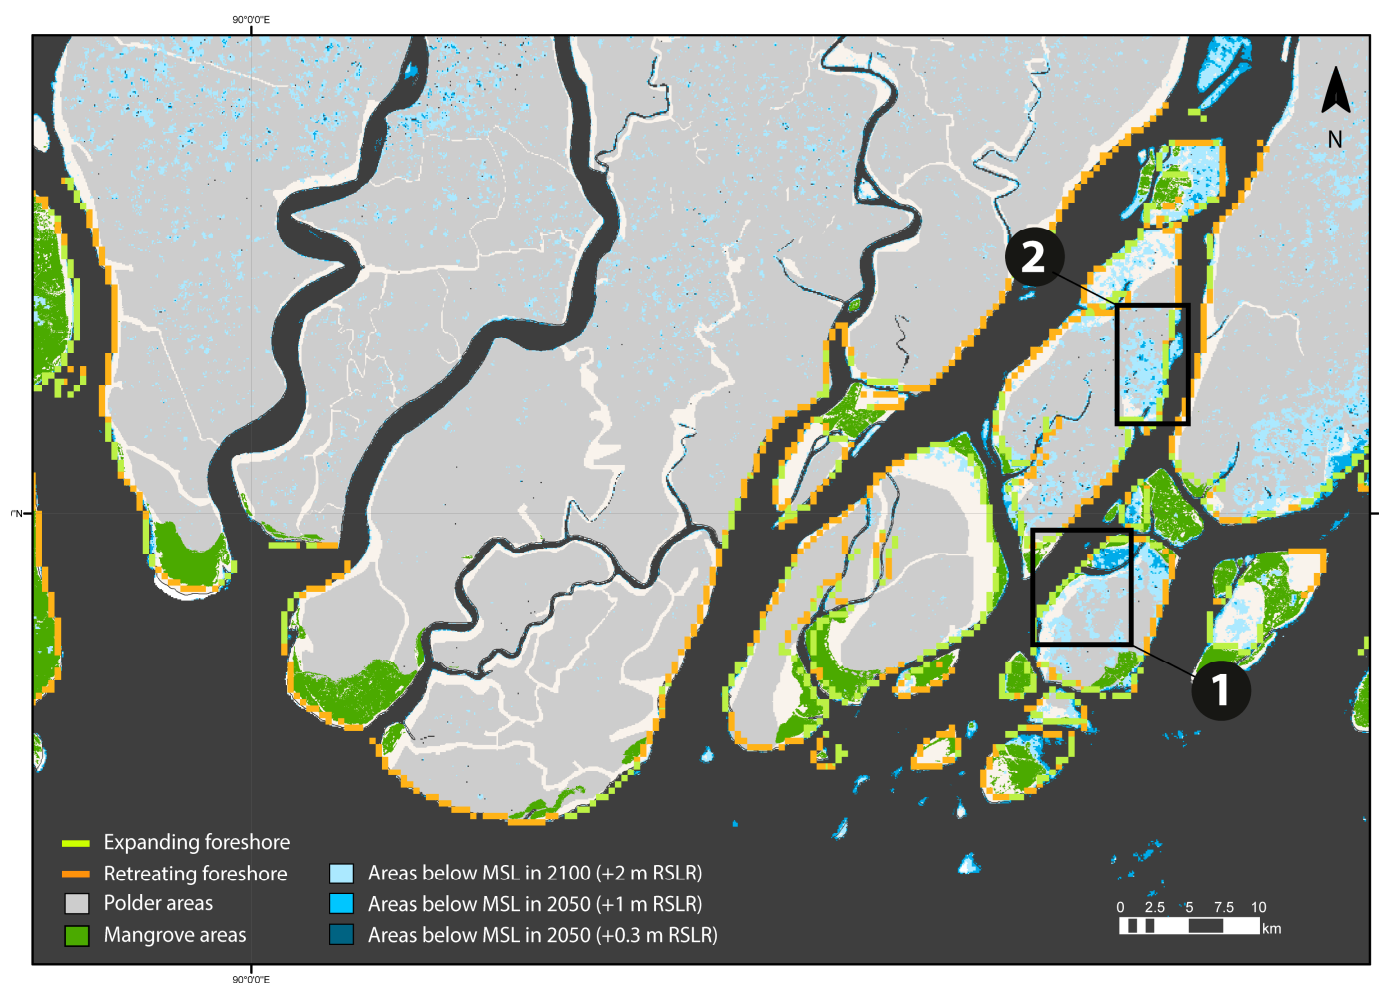 90°0'0"E
N
2
"N
1
Expanding foreshore
Retreating foreshore
Polder areas
Mangrove areas
Areas below MSL in 2100 (+2 m RSLR)
Areas below MSL in 2050 (+1 m RSLR)
Areas below MSL in 2050 (+0.3 m RSLR)
0 2.5 5 7.5 10
km
90°0'0"E